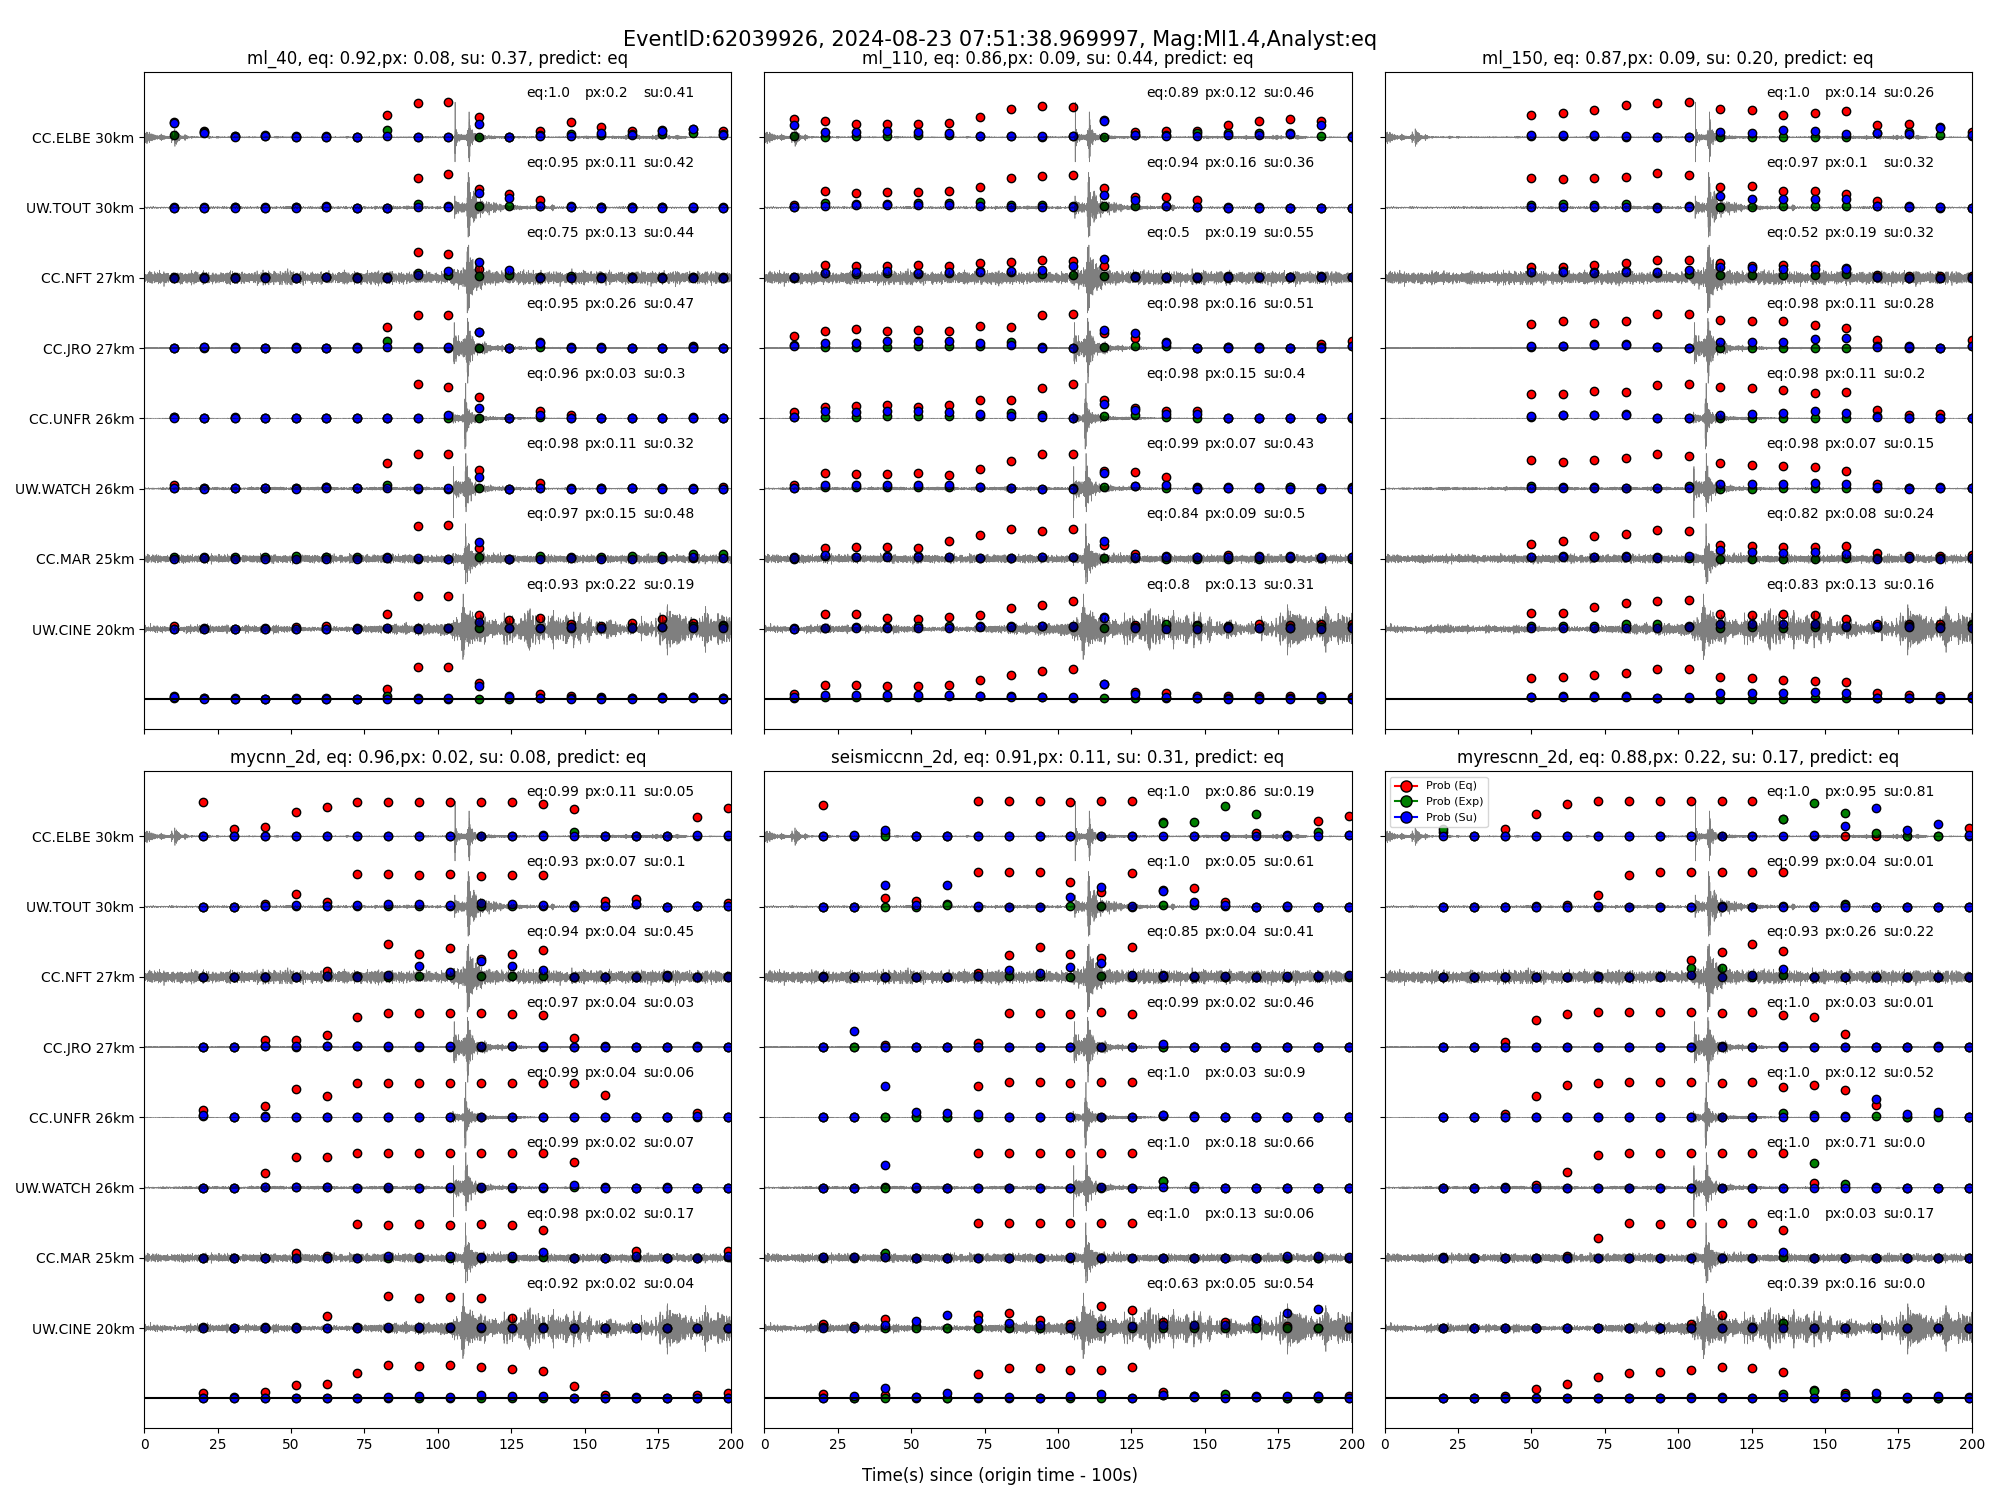 EventID:62039926, 2024-08-23 07:51:38.969997, Mag:Ml1.4,Analyst:eq
ml_40, eq: 0.92,px: 0.08, su: 0.37, predict: eq
CC.ELBE 30km
eq:1.0 px:0.2 su:0.41
UW.TOUT 30km
eq:0.95 px:0.11 su:0.42
CC.NFT 27km
eq:0.75 px:0.13 su:0.44
CC.JRO 27km
eq:0.95 px:0.26 su:0.47
CC.UNFR 26km
eq:0.96 px:0.03 su:0.3
UW.WATCH 26km
eq:0.98 px:0.11 su:0.32
CC.MAR 25km
eq:0.97 px:0.15 su:0.48
UW.CINE 20km
eq:0.93 px:0.22 su:0.19
ml_110, eq: 0.86,px: 0.09, su: 0.44, predict: eq
eq:0.89 px:0.12 su:0.46
eq:0.94 px:0.16 su:0.36
eq:0.5 px:0.19 su:0.55
eq:0.98 px:0.16 su:0.51
eq:0.98 px:0.15 su:0.4
eq:0.99 px:0.07 su:0.43
eq:0.84 px:0.09 su:0.5
eq:0.8 px:0.13 su:0.31
ml_150, eq: 0.87,px: 0.09, su: 0.20, predict: eq
eq:1.0 px:0.14 su:0.26
eq:0.97 px:0.1 su:0.32
eq:0.52 px:0.19 su:0.32
eq:0.98 px:0.11 su:0.28
eq:0.98 px:0.11 su:0.2
eq:0.98 px:0.07 su:0.15
eq:0.82 px:0.08 su:0.24
eq:0.83 px:0.13 su:0.16
mycnn_2d, eq: 0.96,px: 0.02, su: 0.08, predict: eq
CC.ELBE 30km
eq:0.99 px:0.11 su:0.05
UW.TOUT 30km
eq:0.93 px:0.07 su:0.1
CC.NFT 27km
eq:0.94 px:0.04 su:0.45
CC.JRO 27km
eq:0.97 px:0.04 su:0.03
CC.UNFR 26km
eq:0.99 px:0.04 su:0.06
UW.WATCH 26km
eq:0.99 px:0.02 su:0.07
CC.MAR 25km
eq:0.98 px:0.02 su:0.17
UW.CINE 20km
eq:0.92 px:0.02 su:0.04
0 25 50 75 100 125 150 175 200
seismiccnn_2d, eq: 0.91,px: 0.11, su: 0.31, predict: eq
eq:1.0 px:0.86 su:0.19
eq:1.0 px:0.05 su:0.61
eq:0.85 px:0.04 su:0.41
eq:0.99 px:0.02 su:0.46
eq:1.0 px:0.03 su:0.9
eq:1.0 px:0.18 su:0.66
eq:1.0 px:0.13 su:0.06
eq:0.63 px:0.05 su:0.54
0 25 50 75 100 125 150 175 200
myrescnn_2d, eq: 0.88,px: 0.22, su: 0.17, predict: eq
Prob (Eq)
Prob (Exp)
Prob (Su)
eq:1.0 px:0.95 su:0.81
eq:0.99 px:0.04 su:0.01
eq:0.93 px:0.26 su:0.22
eq:1.0 px:0.03 su:0.01
eq:1.0 px:0.12 su:0.52
eq:1.0 px:0.71 su:0.0
eq:1.0 px:0.03 su:0.17
eq:0.39 px:0.16 su:0.0
0 25 50 75 100 125 150 175 200
Time(s) since (origin time - 100s)